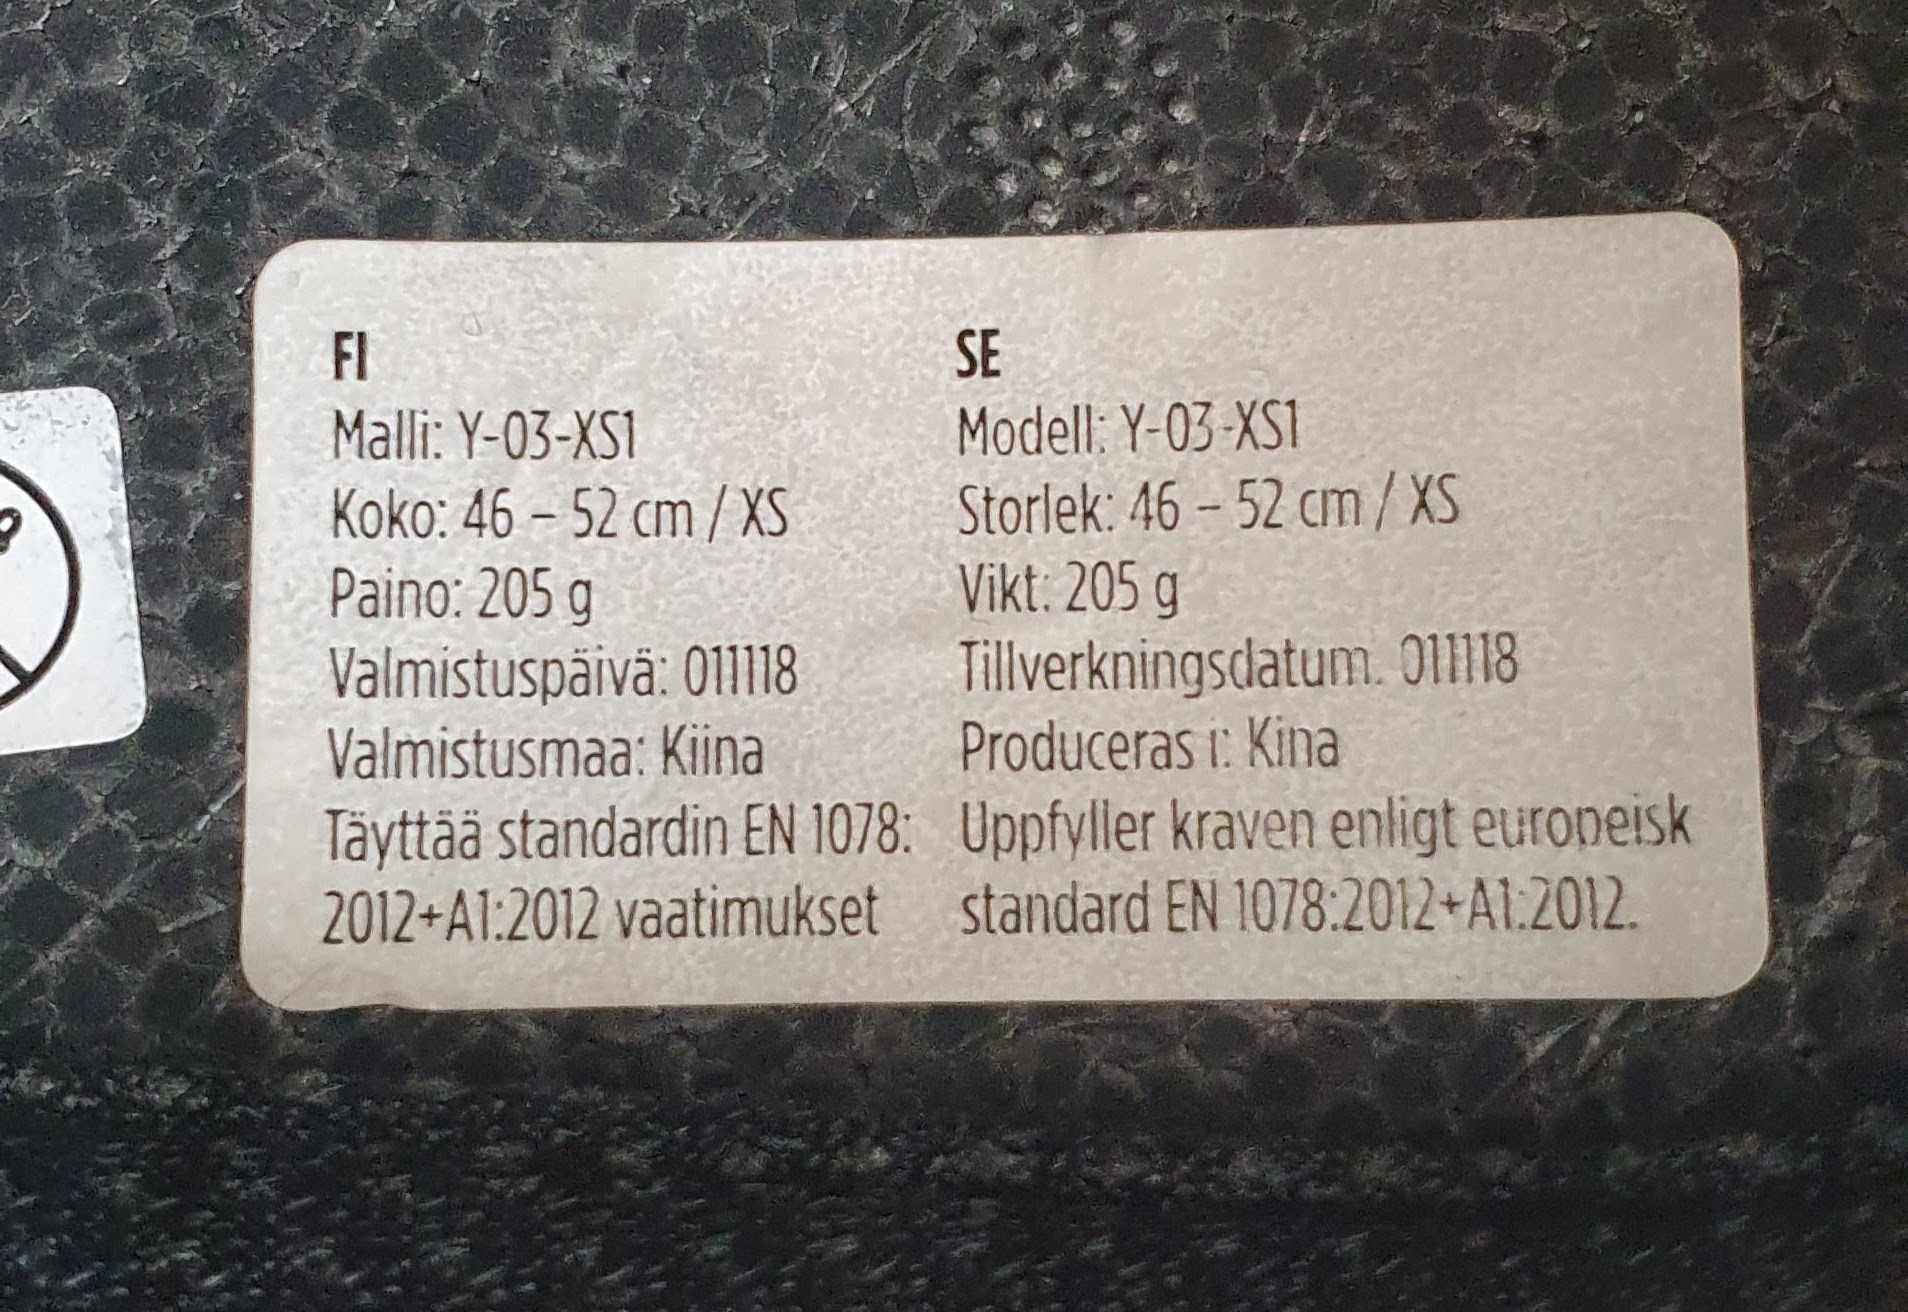 FI
Malli: Y-03-XS1
Koko: 46 – 52 cm / XS
Paino: 205 g
Valmistuspäivä: 011118
Valmistusmaa: Kiina
Täyttää standardin EN 1078:
2012+A1:2012 vaatimukset
SE
Modell: Y-03-XS1
Storlek: 46 – 52 cm / XS
Vikt: 205 g
Tillverkningsdatum. 011118
Produceras i: Kina
Uppfyller kraven enligt europeisk
standard EN 1078:2012+A1:2012.